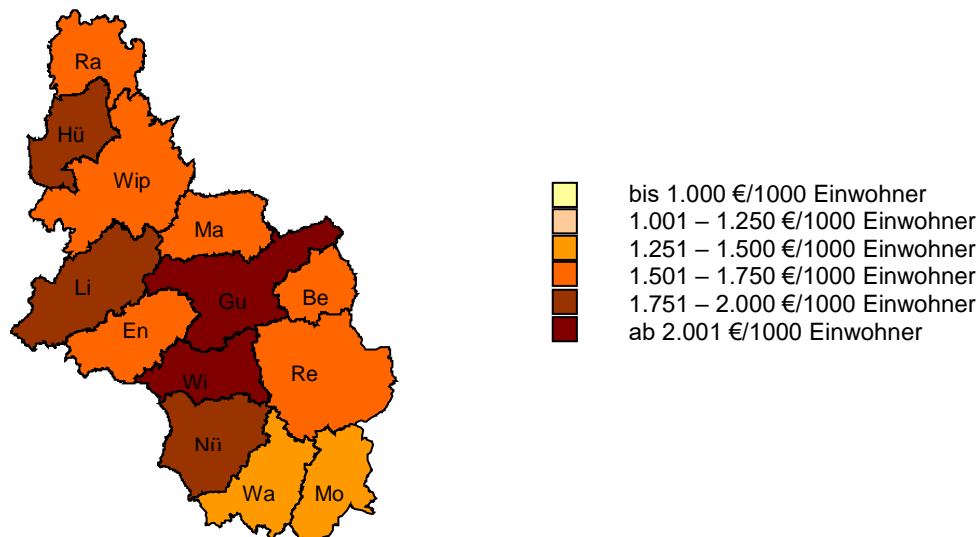 Ra
Hü
Wip
Ma
Li
Gu
Be
En
Wi
Re
Nü
Wa
Mo
bis 1.000 €/1000 Einwohner
1.001 – 1.250 €/1000 Einwohner
1.251 – 1.500 €/1000 Einwohner
1.501 – 1.750 €/1000 Einwohner
1.751 – 2.000 €/1000 Einwohner
ab 2.001 €/1000 Einwohner